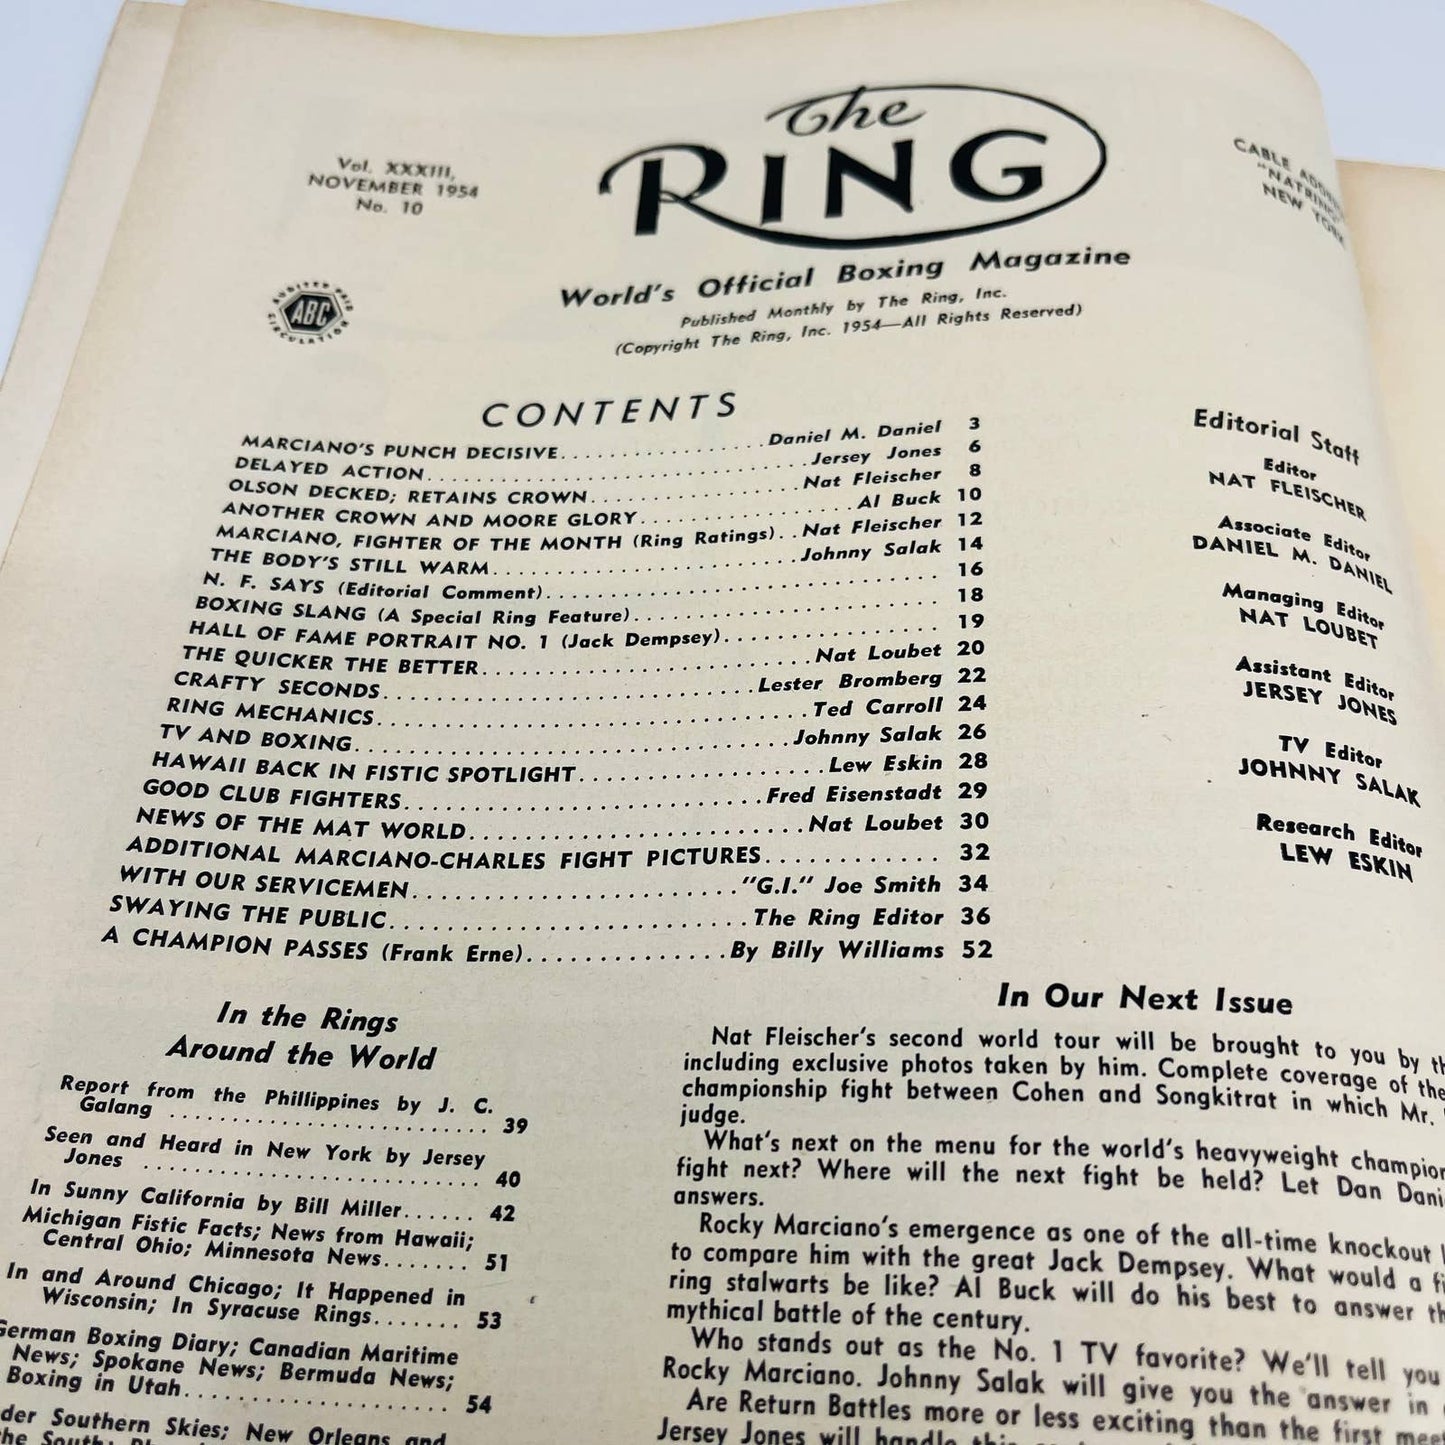 The
RING
Vol. XXXIII,
NOVEMBER 1954
No. 10
CABLE
"NATRING"
NEW YORK
AUDITED PAID
ABC
CIRCULATION
World's Official Boxing Magazine
Published Monthly by The Ring, Inc.
(Copyright The Ring, Inc. 1954—All Rights Reserved)
CONTENTS
MARCIANO'S PUNCH DECISIVE. . . . . . . . . . . . . . .Daniel M. Daniel 3
DELAYED ACTION. . . . . . . . . . . . . . . . . . . . . . . . . .Jersey Jones 6
OLSON DECKED; RETAINS CROWN. . . . . . . . . . . . . .Nat Fleischer 8
ANOTHER CROWN AND MOORE GLORY. . . . . . . . . . . . . .Al Buck 10
MARCIANO, FIGHTER OF THE MONTH (Ring Ratings). . .Nat Fleischer 12
THE BODY'S STILL WARM. . . . . . . . . . . . . . . . . . . . .Johnny Salak 14
N. F. SAYS (Editorial Comment). . . . . . . . . . . . . . . . . . . . . . . . . . 16
BOXING SLANG (A Special Ring Feature). . . . . . . . . . . . . . . . . . . . 18
HALL OF FAME PORTRAIT NO. 1 (Jack Dempsey). . . . . . . . . . . . . . 19
THE QUICKER THE BETTER. . . . . . . . . . . . . . . . . . . . . . .Nat Loubet 20
CRAFTY SECONDS. . . . . . . . . . . . . . . . . . . . . . . . . .Lester Bromberg 22
RING MECHANICS. . . . . . . . . . . . . . . . . . . . . . . . . . . . . .Ted Carroll 24
TV AND BOXING. . . . . . . . . . . . . . . . . . . . . . . . . . . . . .Johnny Salak 26
HAWAII BACK IN FISTIC SPOTLIGHT. . . . . . . . . . . . . . . . . .Lew Eskin 28
GOOD CLUB FIGHTERS. . . . . . . . . . . . . . . . . . . . . . . . .Fred Eisenstadt 29
NEWS OF THE MAT WORLD. . . . . . . . . . . . . . . . . . . . . . .Nat Loubet 30
ADDITIONAL MARCIANO-CHARLES FIGHT PICTURES. . . . . . . . . . . . 32
WITH OUR SERVICEMEN. . . . . . . . . . . . . . . . . . . . . ."G.I." Joe Smith 34
SWAYING THE PUBLIC. . . . . . . . . . . . . . . . . . . . . . . .The Ring Editor 36
A CHAMPION PASSES (Frank Erne). . . . . . . . . . . . . .By Billy Williams 52
Editorial Staff
Editor
NAT FLEISCHER
Associate Editor
DANIEL M. DANIEL
Managing Editor
NAT LOUBET
Assistant Editor
JERSEY JONES
TV Editor
JOHNNY SALAK
Research Editor
LEW ESKIN
In the Rings
Around the World
Report from the Phillippines by J. C.
Galang . . . . . . . . . . . . . . . . . . . . . . . . . . 39
Seen and Heard in New York by Jersey
Jones . . . . . . . . . . . . . . . . . . . . . . . . . . . 40
In Sunny California by Bill Miller. . . . . . 42
Michigan Fistic Facts; News from Hawaii;
Central Ohio; Minnesota News. . . . . . . 51
In and Around Chicago; It Happened in
Wisconsin; In Syracuse Rings. . . . . . . 53
German Boxing Diary; Canadian Maritime
News; Spokane News; Bermuda News;
Boxing in Utah. . . . . . . . . . . . . . . . . . . . . 54
Southern Skies; New Orleans and
In Our Next Issue
Nat Fleischer's second world tour will be brought to you by
including exclusive photos taken by him. Complete coverage of the
championship fight between Cohen and Songkitrat in which Mr.
judge.
What's next on the menu for the world's heavyweight champion
fight next? Where will the next fight be held? Let Dan
answers.
Rocky Marciano's emergence as one of the all-time knockout
to compare him with the great Jack Dempsey. What would a
ring stalwarts be like? Al Buck will do his best to answer
mythical battle of the century.
Who stands out as the No. 1 TV favorite? We'll tell you
Rocky Marciano. Johnny Salak will give you the answer in
Are Return Battles more or less exciting than the first
Jersey Jones will handle